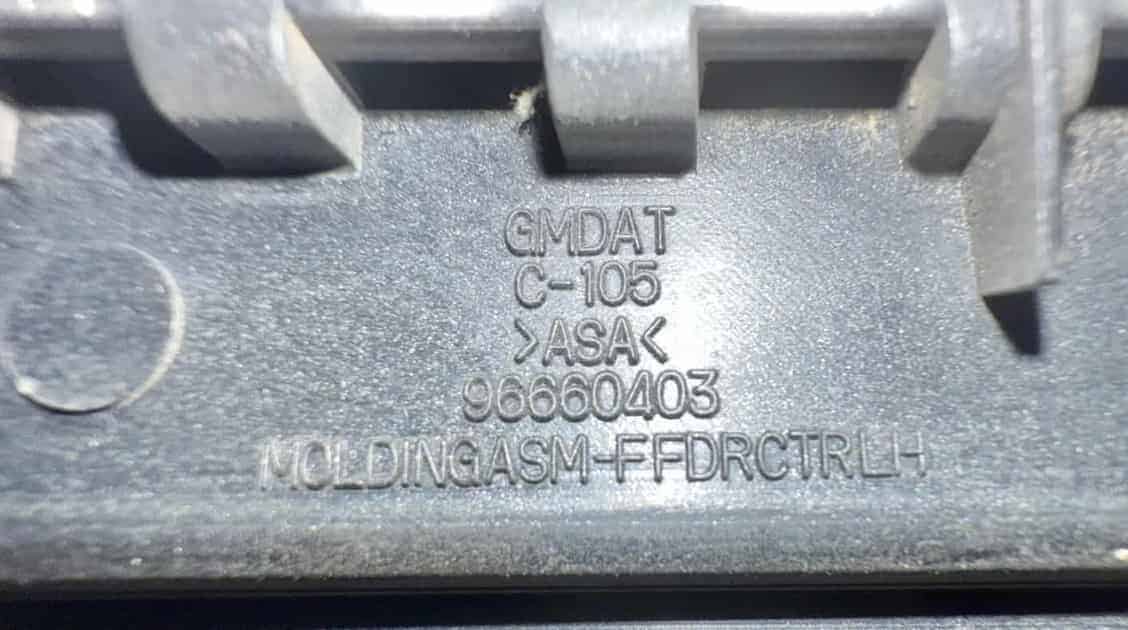 GMDAT
C-105
>ASA<
96660403
MOLDINGASM-FFDRCTRLH